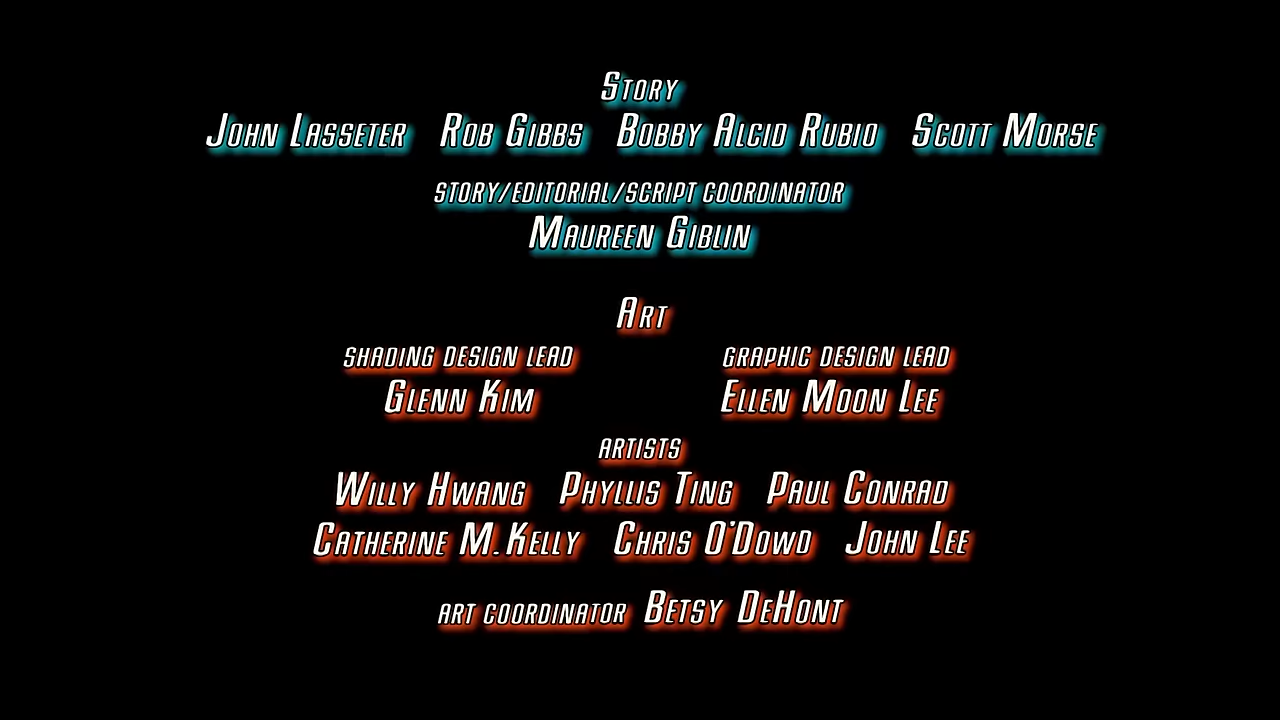 Story
John Lasseter Rob Gibbs Bobby Alcid Rubio Scott Morse
story/editorial/script coordinator
Maureen Giblin
Art
shading design lead graphic design lead
Glenn Kim Ellen Moon Lee
artists
Willy Hwang Phyllis Ting Paul Conrad
Catherine M. Kelly Chris O'Dowd John Lee
art coordinator Betsy DeHont